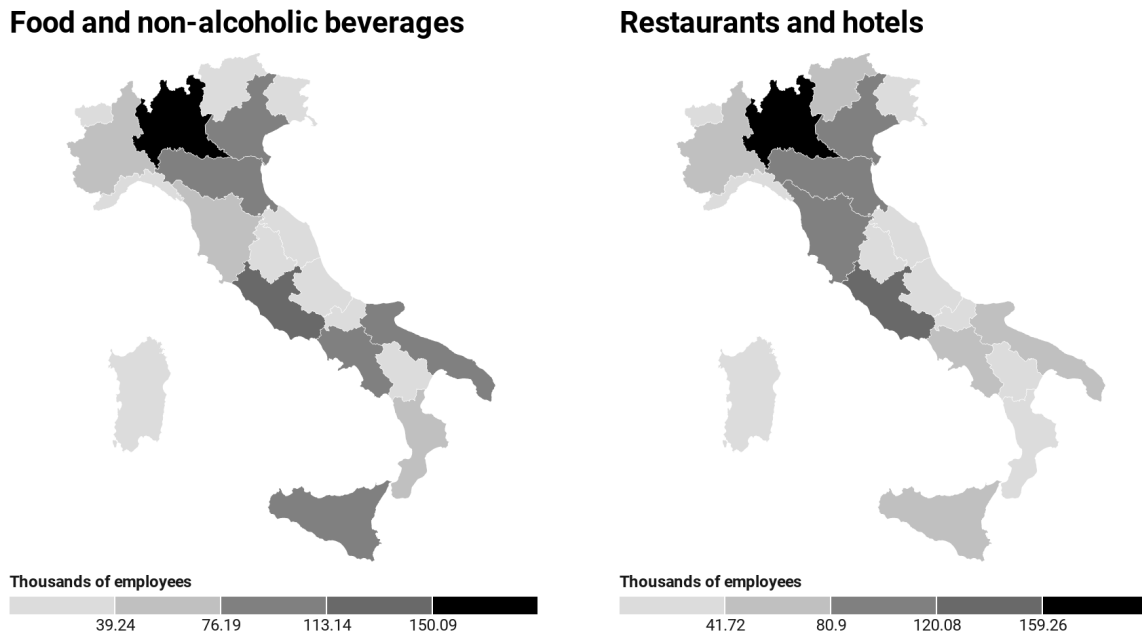 Food and non-alcoholic beverages
Restaurants and hotels
Thousands of employees
39.24 76.19 113.14 150.09
Thousands of employees
41.72 80.9 120.08 159.26